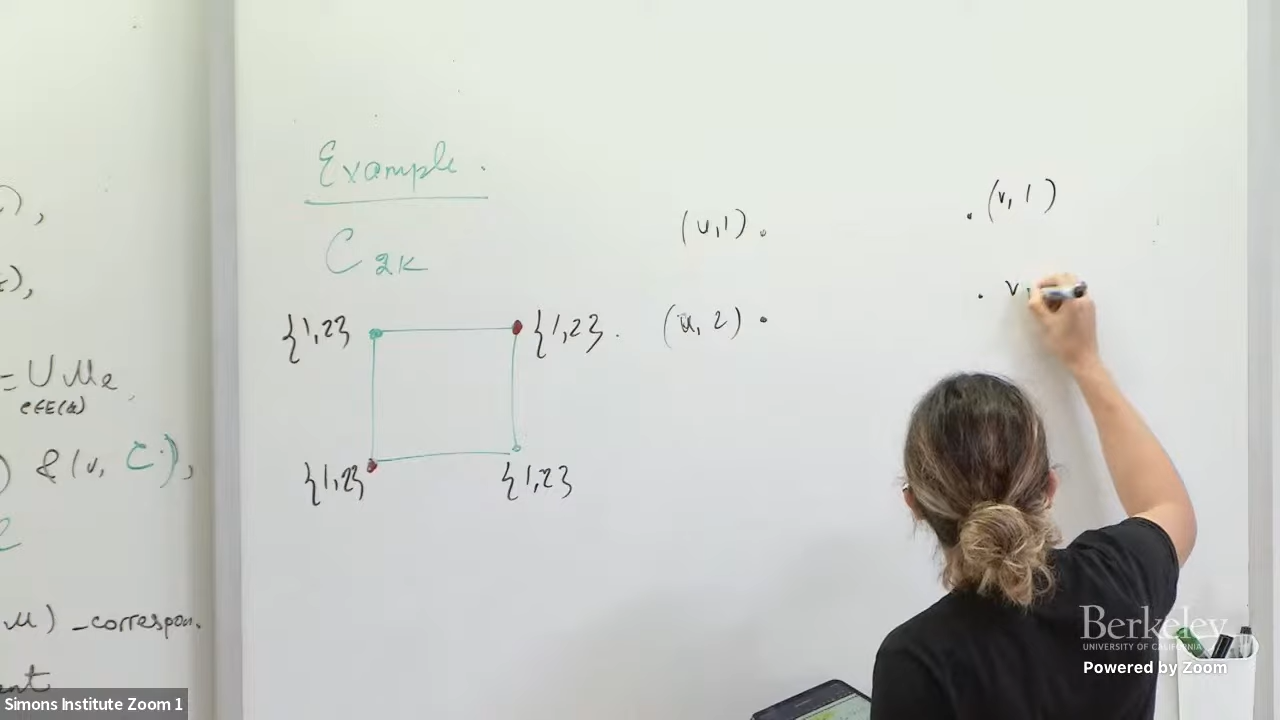 ),
),
= U Me
e∈E(G)
) & (v, C·),
, M) _correspon.
ent
Example.
C2K
{1,2}
{1,2}.
{1,2}
{1,2}
(u,1).
(u, 2) •
.(v, 1)
. v,
Berkeley
UNIVERSITY OF CALIFORNIA
Powered by Zoom
Simons Institute Zoom 1